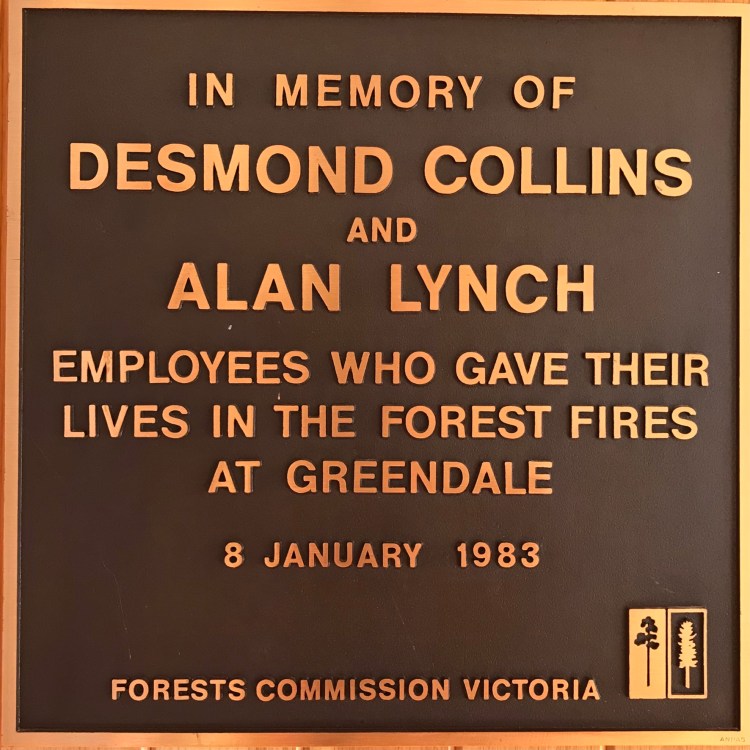 IN MEMORY OF
DESMOND COLLINS
AND
ALAN LYNCH
EMPLOYEES WHO GAVE THEIR
LIVES IN THE FOREST FIRES
AT GREENDALE
8 JANUARY 1983
FORESTS COMMISSION VICTORIA